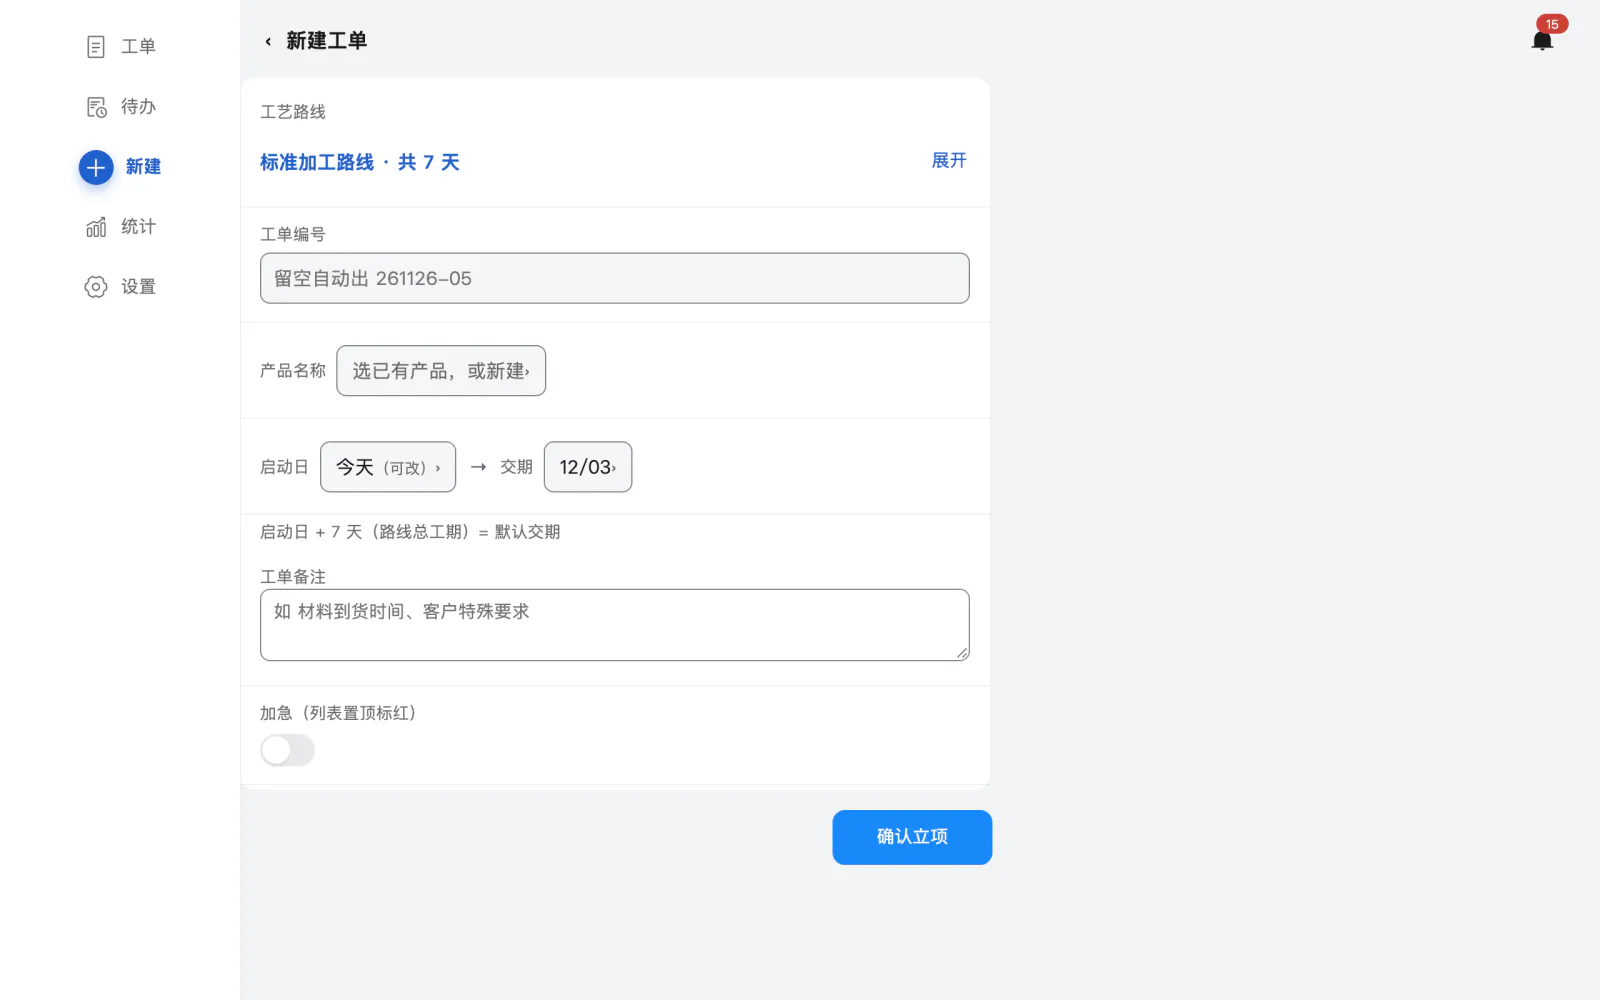 工单
待办
新建
统计
设置
‹ 新建工单
15
工艺路线
标准加工路线 · 共 7 天
展开
工单编号
留空自动出 261126-05
产品名称 选已有产品，或新建›
启动日 今天（可改）› → 交期 12/03›
启动日 + 7 天（路线总工期）= 默认交期
工单备注
如 材料到货时间、客户特殊要求
加急（列表置顶标红）
确认立项